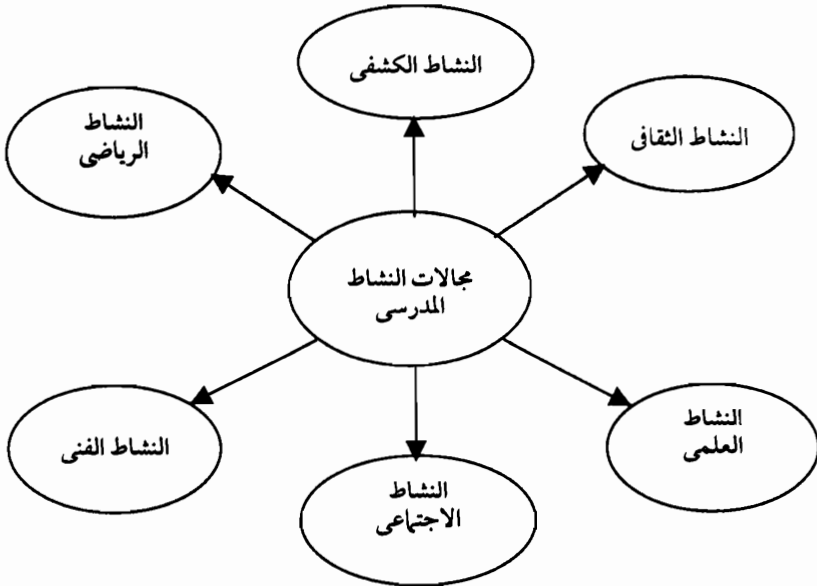 النشاط الكشفى
النشاط الثقافى
النشاط
الرياضى
مجالات النشاط
المدرسى
النشاط
العلمى
النشاط الفنى
النشاط
الاجتماعى